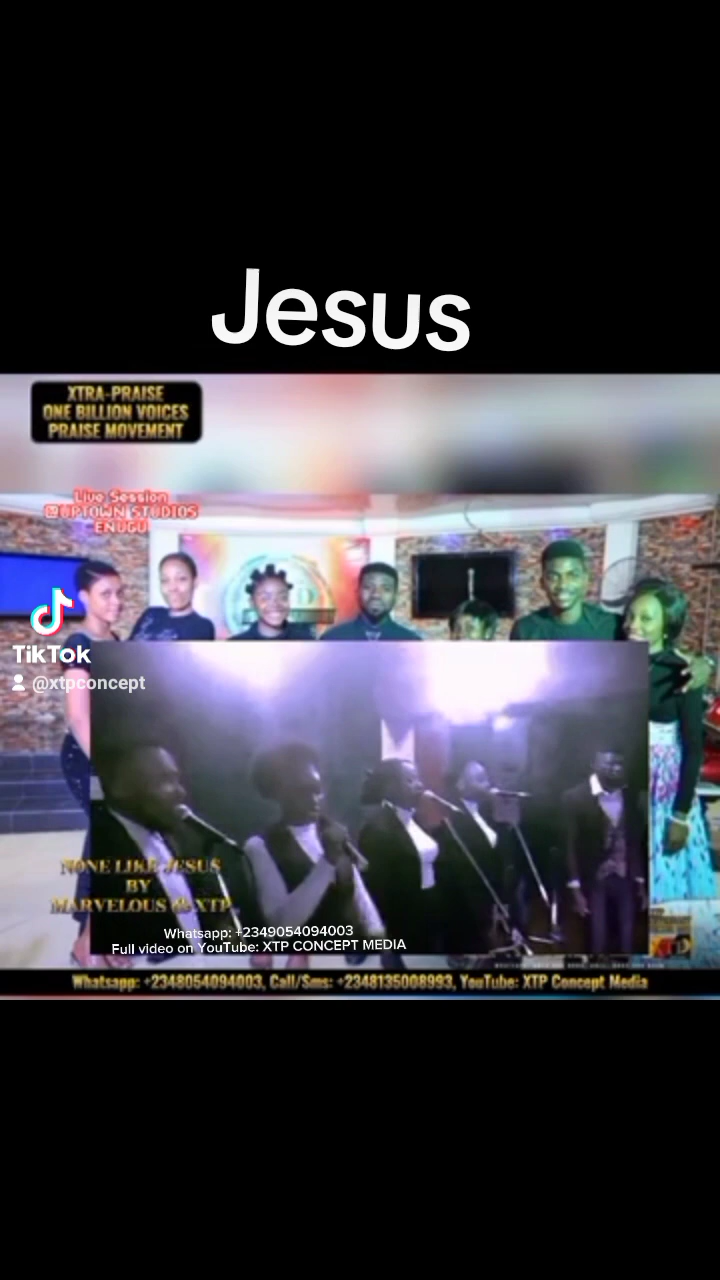 Jesus
XTRA-PRAISE
ONE BILLION VOICES
PRAISE MOVEMENT
Live Session
@UPTOWN STUDIOS
ENUGU
TikTok
@xtpconcept
NONE LIKE JESUS
BY
MARVELOUS & XTP
Whatsapp: +2349054094003
Full video on YouTube: XTP CONCEPT MEDIA
Whatsapp: +2348054094003, Call/Sms: +2348135008993, YouTube: XTP Concept Media